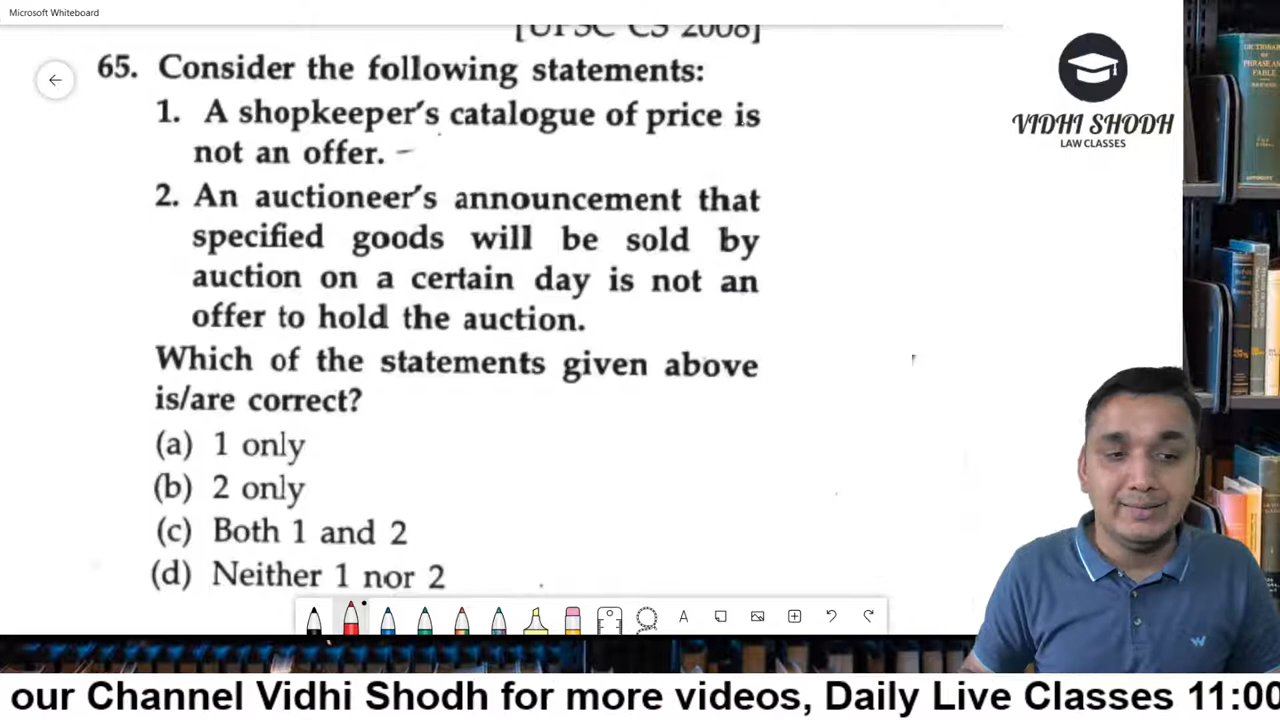 Microsoft Whiteboard
[UPSC CS 2008]
65. Consider the following statements:
1. A shopkeeper's catalogue of price is
not an offer.
2. An auctioneer's announcement that
specified goods will be sold by
auction on a certain day is not an
offer to hold the auction.
Which of the statements given above
is/are correct?
(a) 1 only
(b) 2 only
(c) Both 1 and 2
(d) Neither 1 nor 2
VIDHI SHODH
LAW CLASSES
our Channel Vidhi Shodh for more videos, Daily Live Classes 11:00